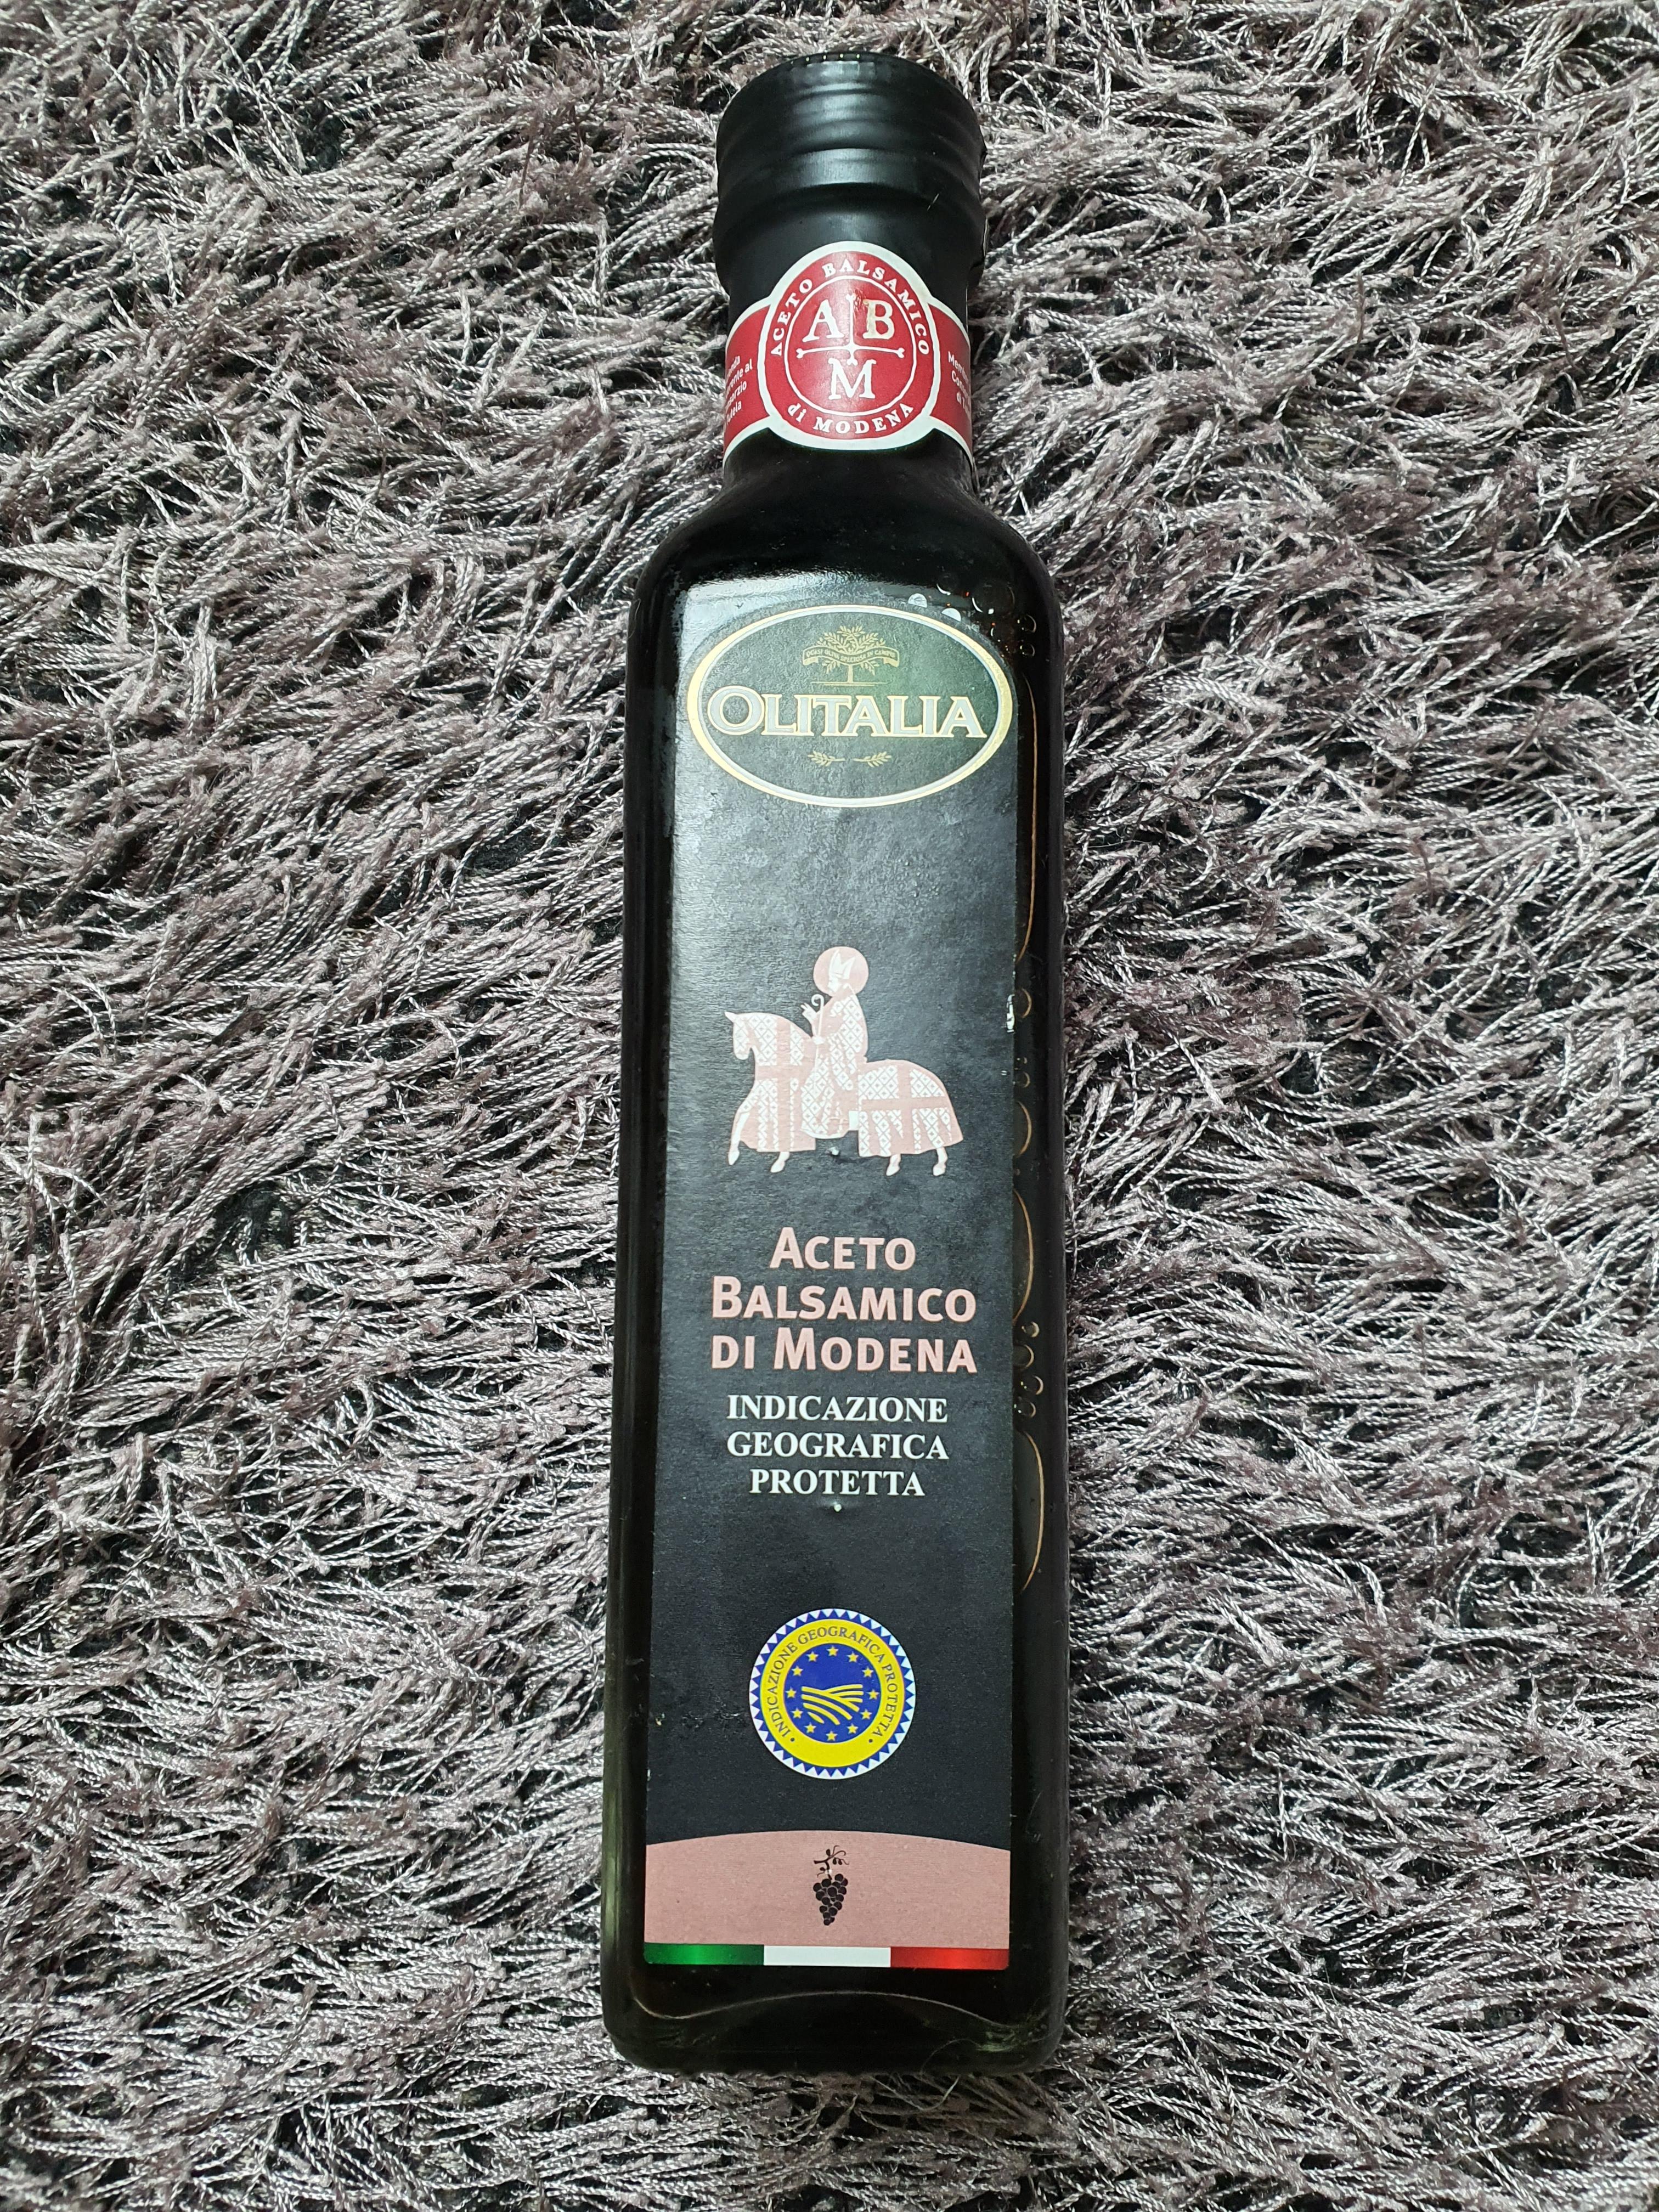 ACETO BALSAMICO
A B
M
di MODENA
OLITALIA
ACETO
BALSAMICO
DI MODENA
INDICAZIONE
GEOGRAFICA
PROTETTA
INDICAZIONE GEOGRAFICA PROTETTA